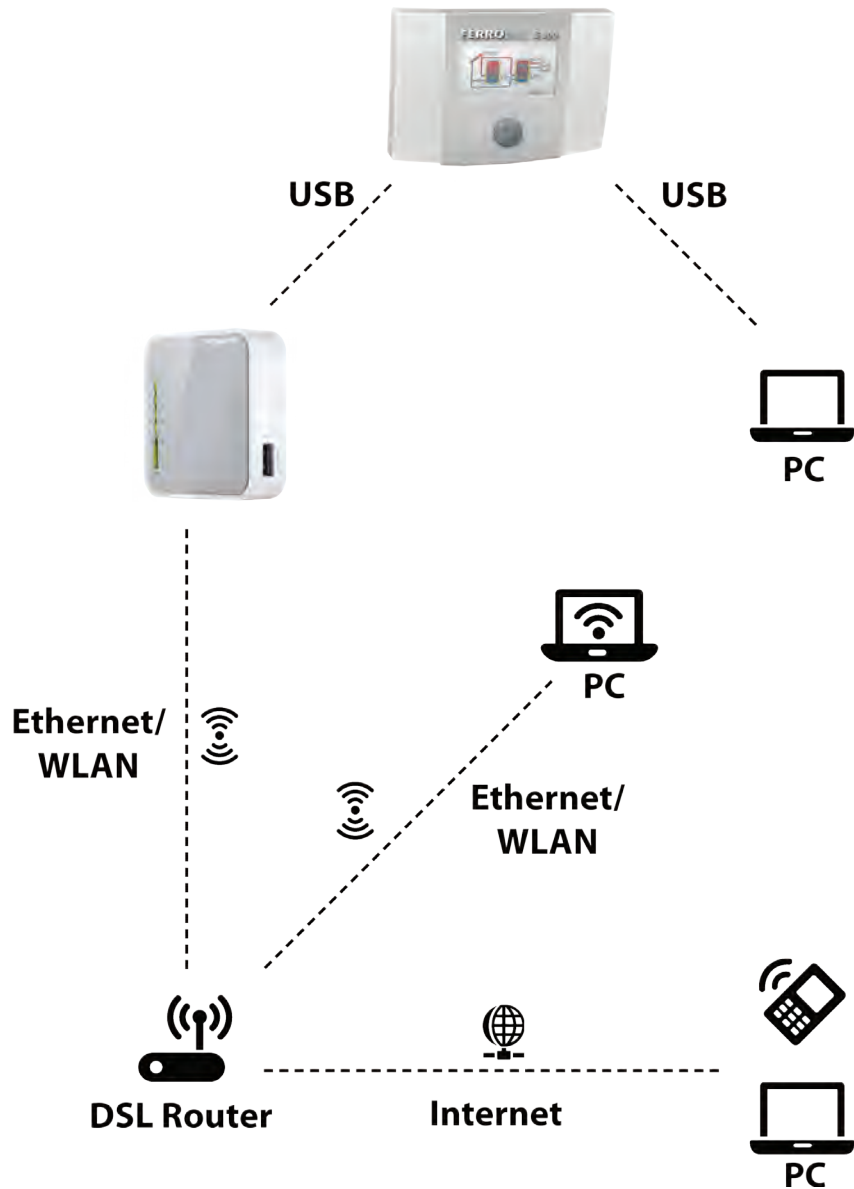 FERRO
USB
USB
PC
PC
Ethernet/
WLAN
Ethernet/
WLAN
DSL Router
Internet
PC